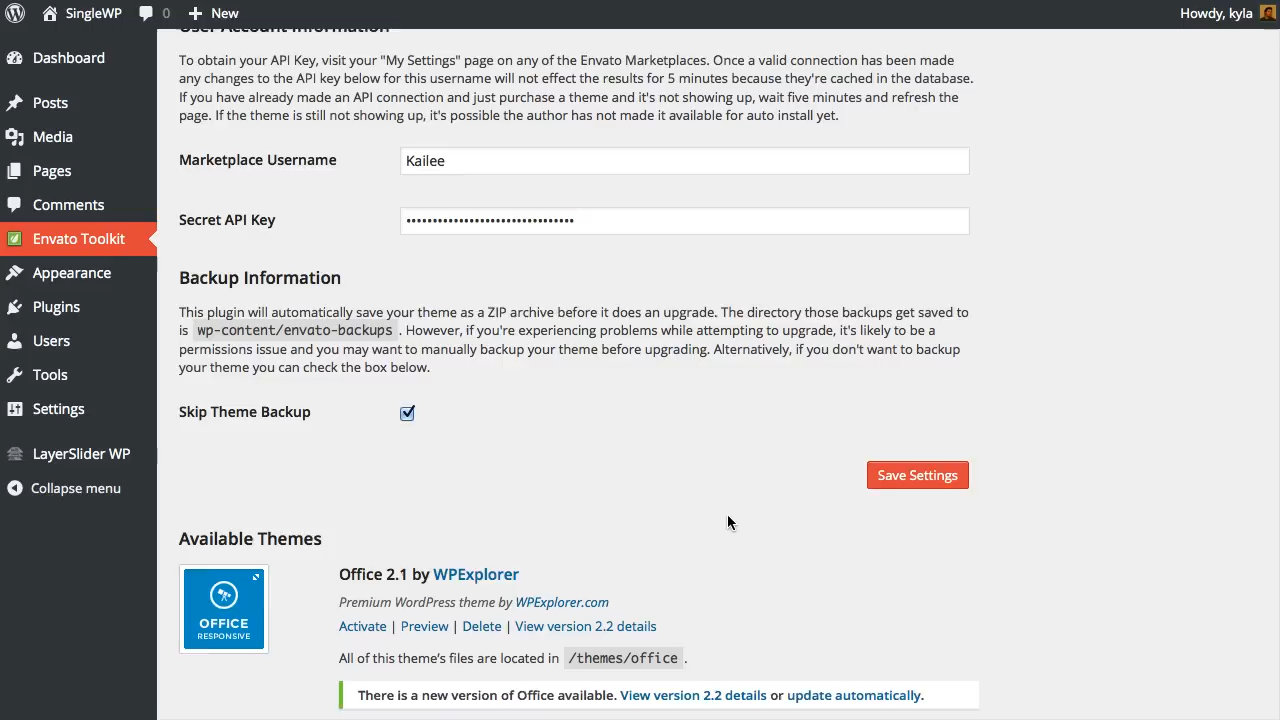 SingleWP 0 New Howdy, kyla
Dashboard
Posts
Media
Pages
Comments
Envato Toolkit
Appearance
Plugins
Users
Tools
Settings
LayerSlider WP
Collapse menu
User Account Information
To obtain your API Key, visit your "My Settings" page on any of the Envato Marketplaces. Once a valid connection has been made
any changes to the API key below for this username will not effect the results for 5 minutes because they're cached in the database.
If you have already made an API connection and just purchase a theme and it's not showing up, wait five minutes and refresh the
page. If the theme is still not showing up, it's possible the author has not made it available for auto install yet.
Marketplace Username Kailee
Secret API Key ••••••••••••••••••••••••••••••••
Backup Information
This plugin will automatically save your theme as a ZIP archive before it does an upgrade. The directory those backups get saved to
is wp-content/envato-backups . However, if you're experiencing problems while attempting to upgrade, it's likely to be a
permissions issue and you may want to manually backup your theme before upgrading. Alternatively, if you don't want to backup
your theme you can check the box below.
Skip Theme Backup
Save Settings
Available Themes
OFFICE
RESPONSIVE
Office 2.1 by WPExplorer
Premium WordPress theme by WPExplorer.com
Activate | Preview | Delete | View version 2.2 details
All of this theme's files are located in /themes/office .
There is a new version of Office available. View version 2.2 details or update automatically.